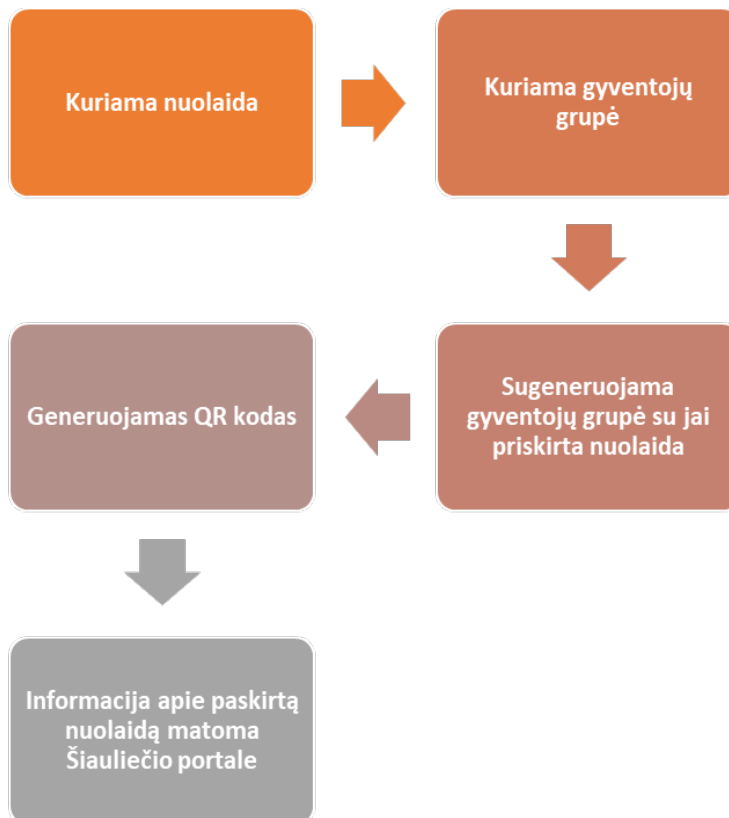 Kuriama nuolaida
Kuriama gyventojų
grupė
Sugeneruojama
gyventojų grupė su jai
priskirta nuolaida
Generuojamas QR kodas
Informacija apie paskirtą
nuolaidą matoma
Šiauliečio portale